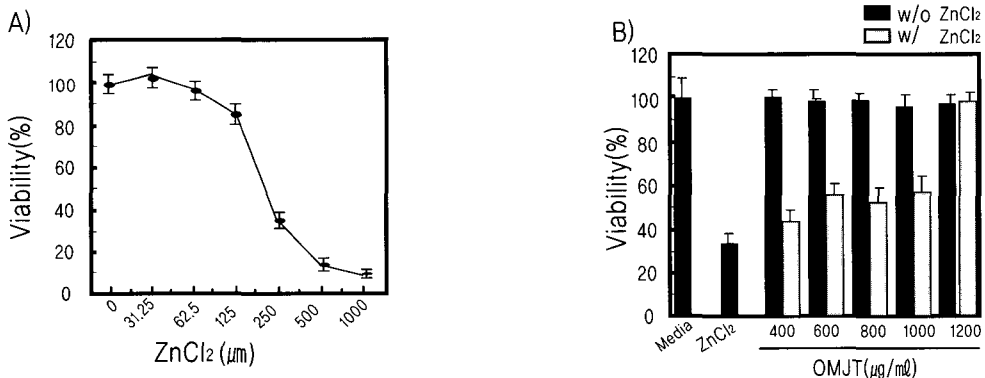 A)
120
100
80
60
40
20
0
Viability(%)
0 31.25 62.5 125 250 500 1000
ZnCl₂ (μm)
B)
w/o ZnCl₂
w/ ZnCl₂
120
100
80
60
40
20
0
Viability(%)
Media ZnCl₂ 400 600 800 1000 1200
OMJT(μg/ml)